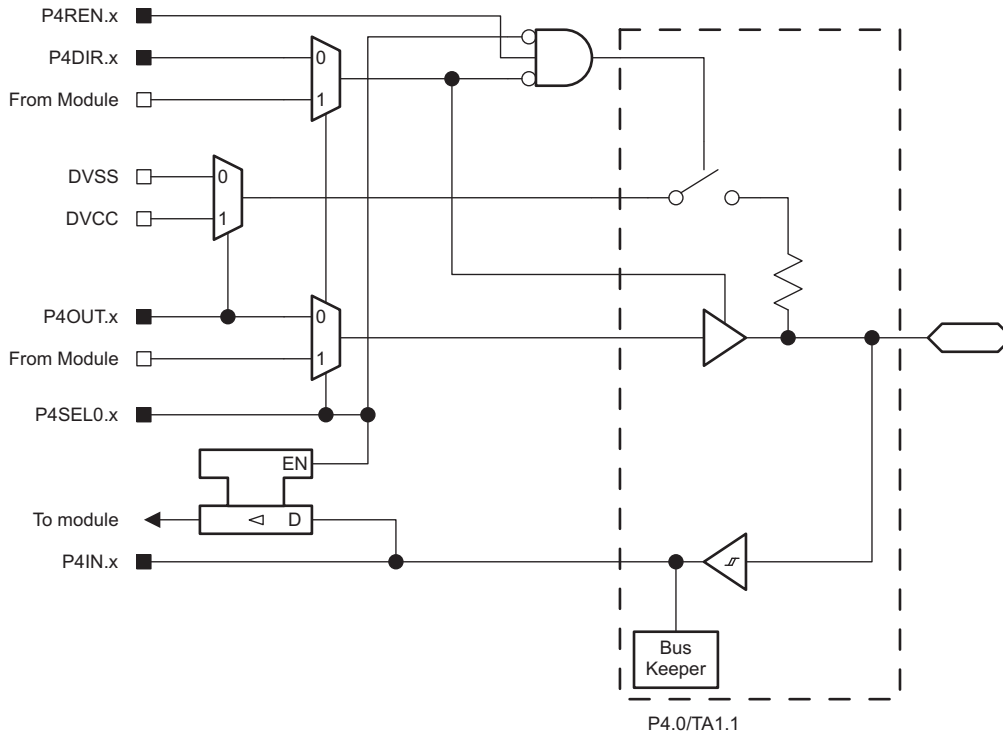 P4REN.x
P4DIR.x
0
From Module
1
DVSS
0
DVCC
1
P4OUT.x
0
From Module
1
P4SEL0.x
EN
To module
D
P4IN.x
Bus
Keeper
P4.0/TA1.1